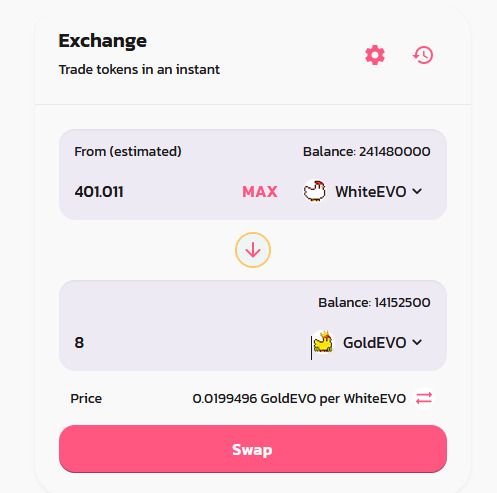 Exchange
Trade tokens in an instant
From (estimated) Balance: 241480000
401.011 MAX WhiteEVO
Balance: 14152500
8 GoldEVO
Price 0.0199496 GoldEVO per WhiteEVO
Swap